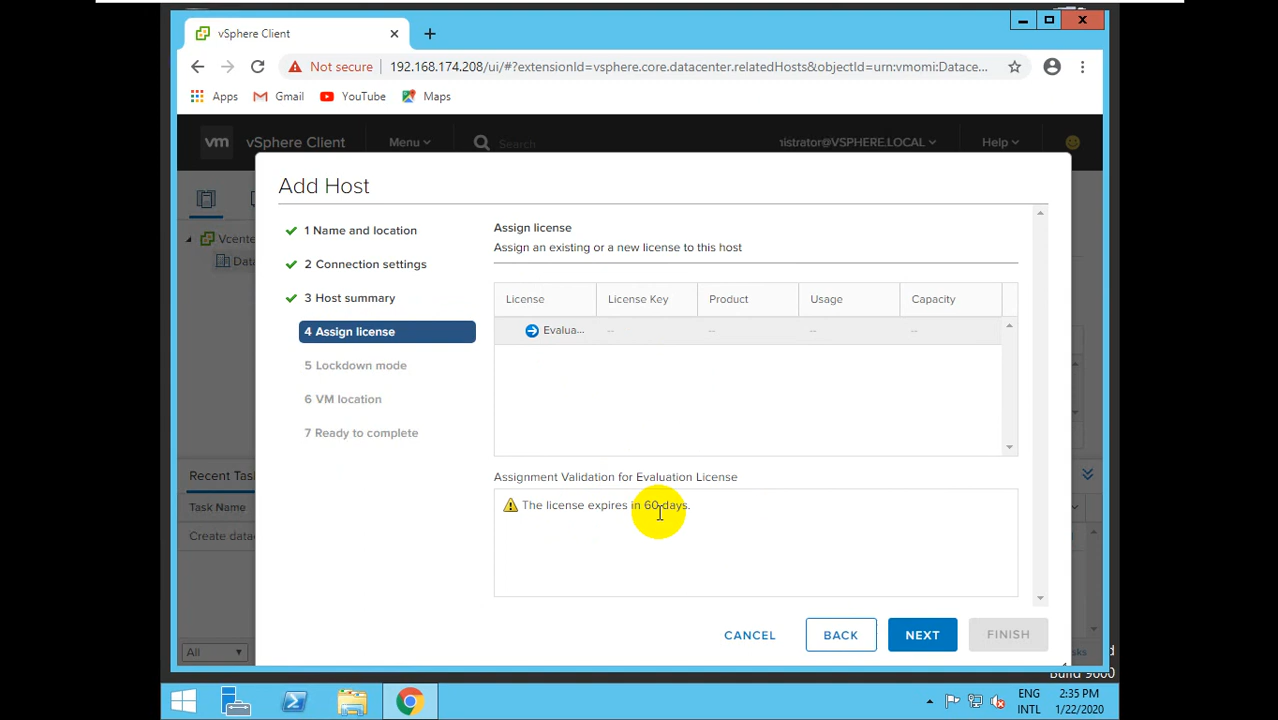 vSphere Client
Not secure 192.168.174.208/ui/#?extensionId=vsphere.core.datacenter.relatedHosts&objectId=urn:vmomi:Datace...
Apps Gmail YouTube Maps
vm vSphere Client Menu Search nistrator@VSPHERE.LOCAL Help
Add Host
1 Name and location
2 Connection settings
3 Host summary
4 Assign license
5 Lockdown mode
6 VM location
7 Ready to complete
Assign license
Assign an existing or a new license to this host
License License Key Product Usage Capacity
Evalua... -- -- -- --
Assignment Validation for Evaluation License
The license expires in 60 days.
CANCEL BACK NEXT FINISH
Vcente
Data
Recent Tas
Task Name
Create data
All
Build 9600
ENG
INTL
2:35 PM
1/22/2020